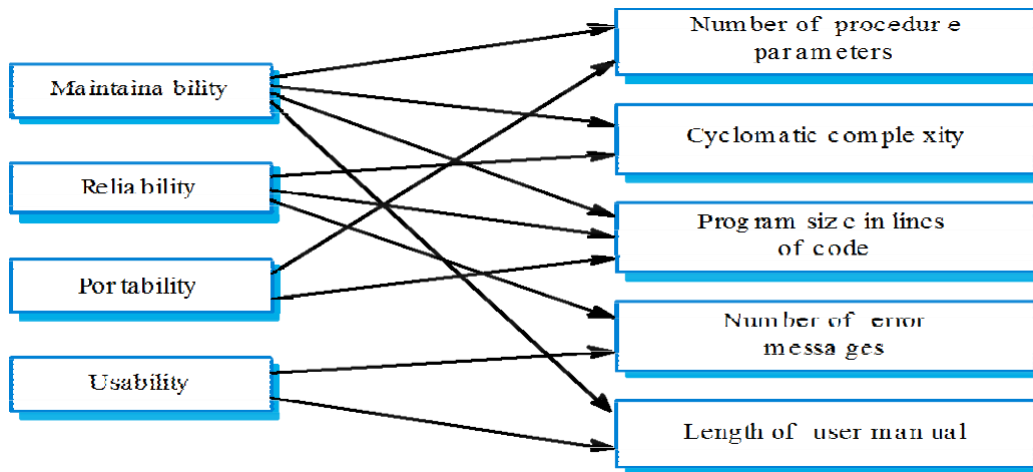 Maintainability
Reliability
Portability
Usability
Number of procedure
parameters
Cyclomatic complexity
Program size in lines
of code
Number of error
messages
Length of user manual